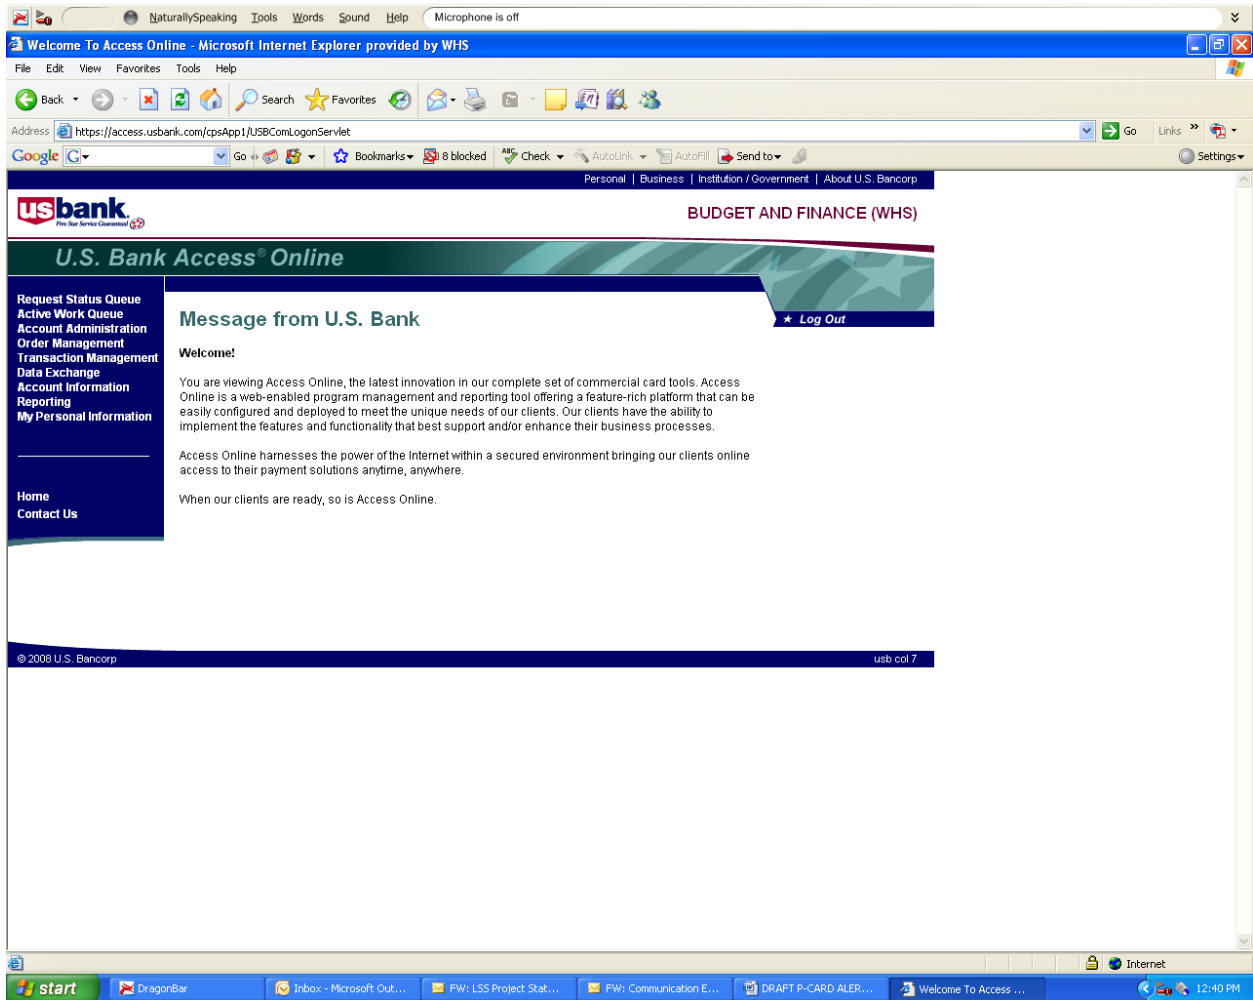 NaturallySpeaking Tools Words Sound Help Microphone is off
Welcome To Access Online - Microsoft Internet Explorer provided by WHS
File Edit View Favorites Tools Help
Back Search Favorites
Address https://access.usbank.com/cpsApp1/USBComLogonServlet Go Links »
Google G Go Bookmarks 8 blocked ABC Check AutoLink AutoFill Send to Settings
Personal | Business | Institution / Government | About U.S. Bancorp
usbank.
Five Star Service Guaranteed
BUDGET AND FINANCE (WHS)
U.S. Bank Access® Online
Log Out
Request Status Queue
Active Work Queue
Account Administration
Order Management
Transaction Management
Data Exchange
Account Information
Reporting
My Personal Information
Home
Contact Us
Message from U.S. Bank
Welcome!
You are viewing Access Online, the latest innovation in our complete set of commercial card tools. Access
Online is a web-enabled program management and reporting tool offering a feature-rich platform that can be
easily configured and deployed to meet the unique needs of our clients. Our clients have the ability to
implement the features and functionality that best support and/or enhance their business processes.
Access Online harnesses the power of the Internet within a secured environment bringing our clients online
access to their payment solutions anytime, anywhere.
When our clients are ready, so is Access Online.
© 2008 U.S. Bancorp usb col 7
Internet
start DragonBar Inbox - Microsoft Out... FW: LSS Project Stat... FW: Communication E... DRAFT P-CARD ALER... Welcome To Access ... 12:40 PM